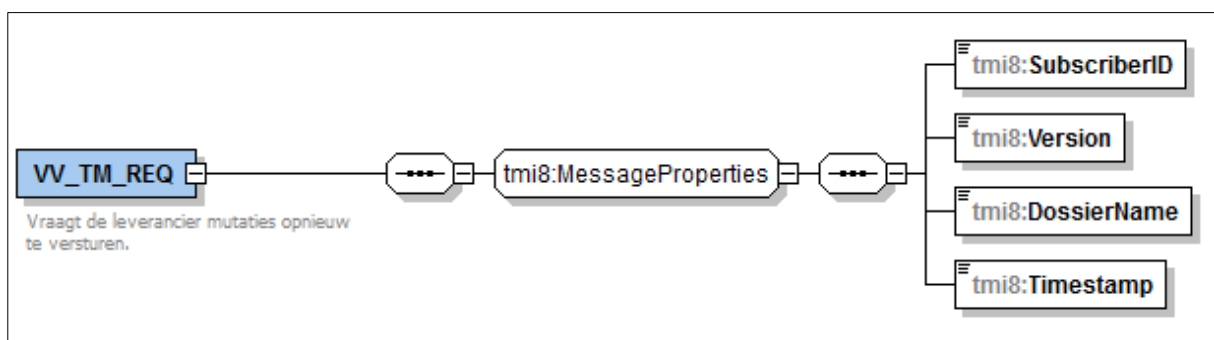 VV_TM_REQ
Vraagt de leverancier mutaties opnieuw
te versturen.
tmi8:MessageProperties
tmi8:SubscriberID
tmi8:Version
tmi8:DossierName
tmi8:Timestamp